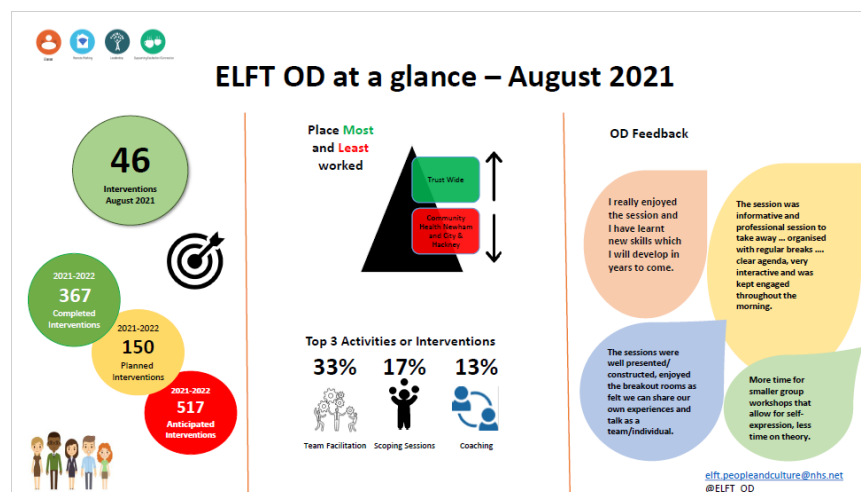 ELFT OD at a glance – August 2021
46
Interventions
August 2021
2021-2022
367
Completed
Interventions
2021-2022
150
Planned
Interventions
2021-2022
517
Anticipated
Interventions
Place Most
and Least
worked
Trust Wide
Community
Health Newham
and City &
Hackney
Top 3 Activities or Interventions
33% 17% 13%
Team Facilitation Scoping Sessions Coaching
OD Feedback
I really enjoyed
the session and
I have learnt
new skills which
I will develop in
years to come.
The session was
informative and
professional session to
take away ... organised
with regular breaks ....
clear agenda, very
interactive and was
kept engaged
throughout the
morning.
The sessions were
well presented/
constructed, enjoyed
the breakout rooms as
felt we can share our
own experiences and
talk as a
team/individual.
More time for
smaller group
workshops that
allow for self-
expression, less
time on theory.
elft.peopleandculture@nhs.net
@ELFT_OD